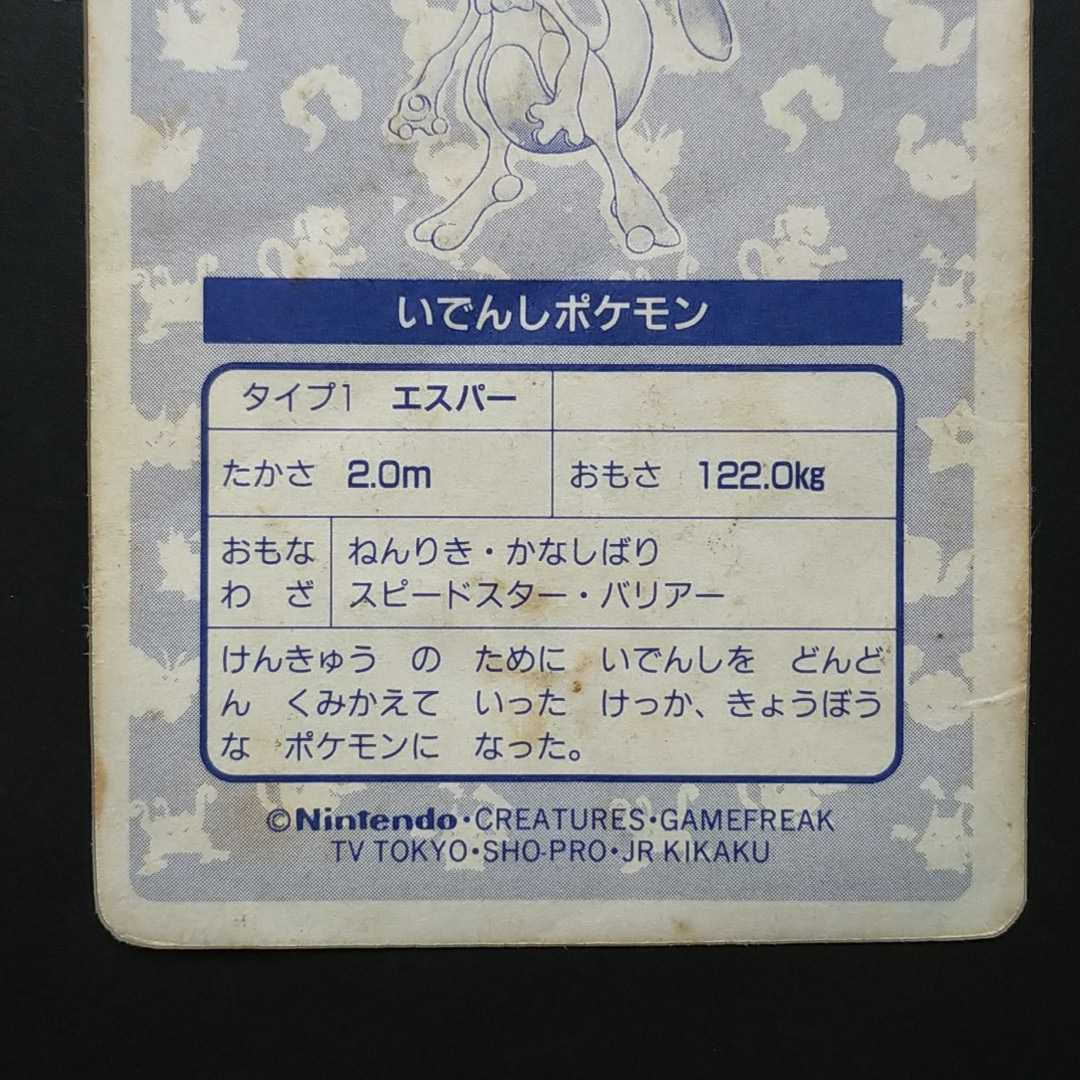 いでんしポケモン
タイプ1 エスパー
たかさ 2.0m おもさ 122.0kg
おもな ねんりき・かなしばり
わ ざ スピードスター・バリアー
けんきゅう の ために いでんしを どんど
ん くみかえて いった けっか、きょうぼう
な ポケモンに なった。
©Nintendo・CREATURES・GAMEFREAK
TV TOKYO・SHO-PRO・JR KIKAKU